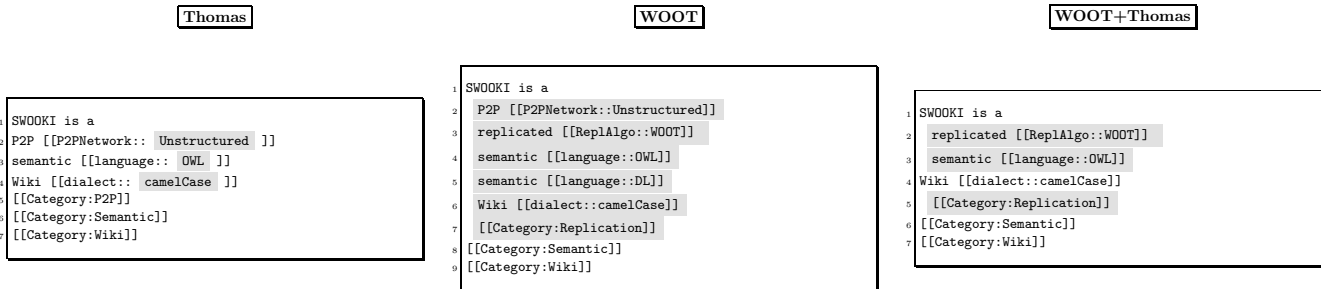 Thomas
1 SWOOKI is a
2 P2P [[P2PNetwork:: Unstructured ]]
3 semantic [[language:: OWL ]]
4 Wiki [[dialect:: camelCase ]]
5 [[Category:P2P]]
6 [[Category:Semantic]]
7 [[Category:Wiki]]
WOOT
1 SWOOKI is a
2 P2P [[P2PNetwork::Unstructured]]
3 replicated [[ReplAlgo::WOOT]]
4 semantic [[language::OWL]]
5 semantic [[language::DL]]
6 Wiki [[dialect::camelCase]]
7 [[Category:Replication]]
8 [[Category:Semantic]]
9 [[Category:Wiki]]
WOOT+Thomas
1 SWOOKI is a
2 replicated [[ReplAlgo::WOOT]]
3 semantic [[language::OWL]]
4 Wiki [[dialect::camelCase]]
5 [[Category:Replication]]
6 [[Category:Semantic]]
7 [[Category:Wiki]]